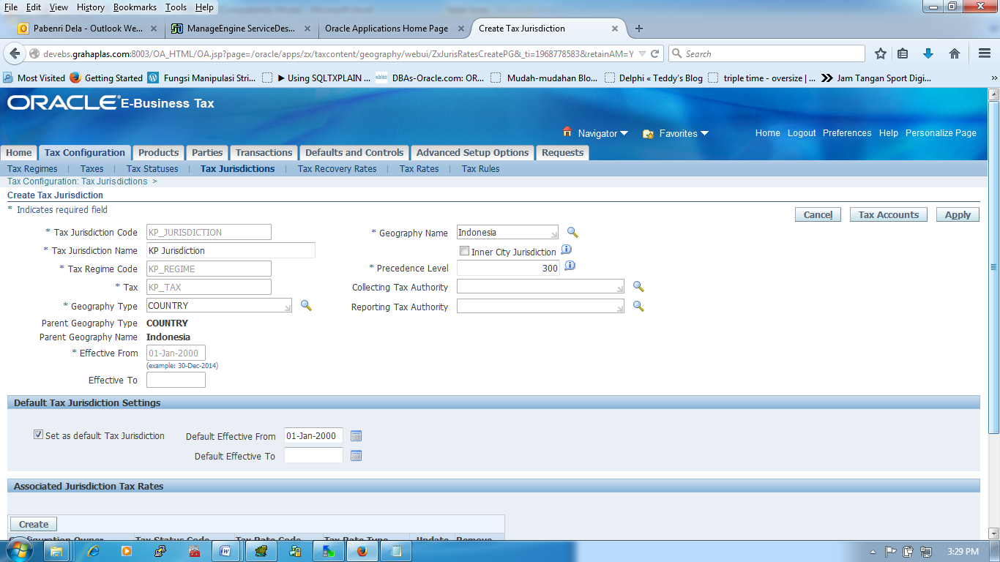 File Edit View History Bookmarks Tools Help
Pabenri Dela - Outlook We... × ManageEngine ServiceDes... × Oracle Applications Home Page × Create Tax Jurisdiction × +
devebs.grahaplas.com:8003/OA_HTML/OA.jsp?page=/oracle/apps/zx/taxcontent/geography/webui/ZxJurisRatesCreatePG&_ti=1968778583&retainAM=Y Search
Most Visited Getting Started Fungsi Manipulasi Stri... ► Using SQLTXPLAIN ... DBAs-Oracle.com: OR... Mudah-mudahan Blo... Delphi « Teddy's Blog triple time - oversize | ... Jam Tangan Sport Digi... »
ORACLE® E-Business Tax
Navigator Favorites Home Logout Preferences Help Personalize Page
Home Tax Configuration Products Parties Transactions Defaults and Controls Advanced Setup Options Requests
Tax Regimes | Taxes | Tax Statuses | Tax Jurisdictions | Tax Recovery Rates | Tax Rates | Tax Rules
Tax Configuration: Tax Jurisdictions >
Create Tax Jurisdiction
* Indicates required field
Cancel Tax Accounts Apply
* Tax Jurisdiction Code KP_JURISDICTION
* Tax Jurisdiction Name KP Jurisdiction
* Tax Regime Code KP_REGIME
* Tax KP_TAX
* Geography Type COUNTRY
Parent Geography Type COUNTRY
Parent Geography Name Indonesia
* Effective From 01-Jan-2000
(example: 30-Dec-2014)
Effective To
* Geography Name Indonesia
Inner City Jurisdiction
* Precedence Level 300
Collecting Tax Authority
Reporting Tax Authority
Default Tax Jurisdiction Settings
Set as default Tax Jurisdiction Default Effective From 01-Jan-2000
Default Effective To
Associated Jurisdiction Tax Rates
Create
Configuration Owner Tax Status Code Tax Rate Code Tax Rate Type Update Remove
3:29 PM